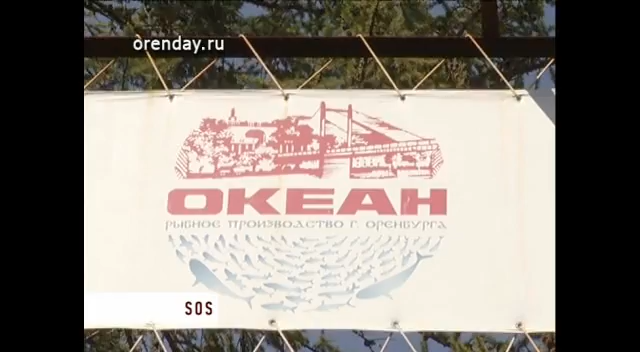 orenday.ru
ОКЕАН
РЫБНОЕ ПРОИЗВОДСТВО Г. ОРЕНБУРГА
SOS